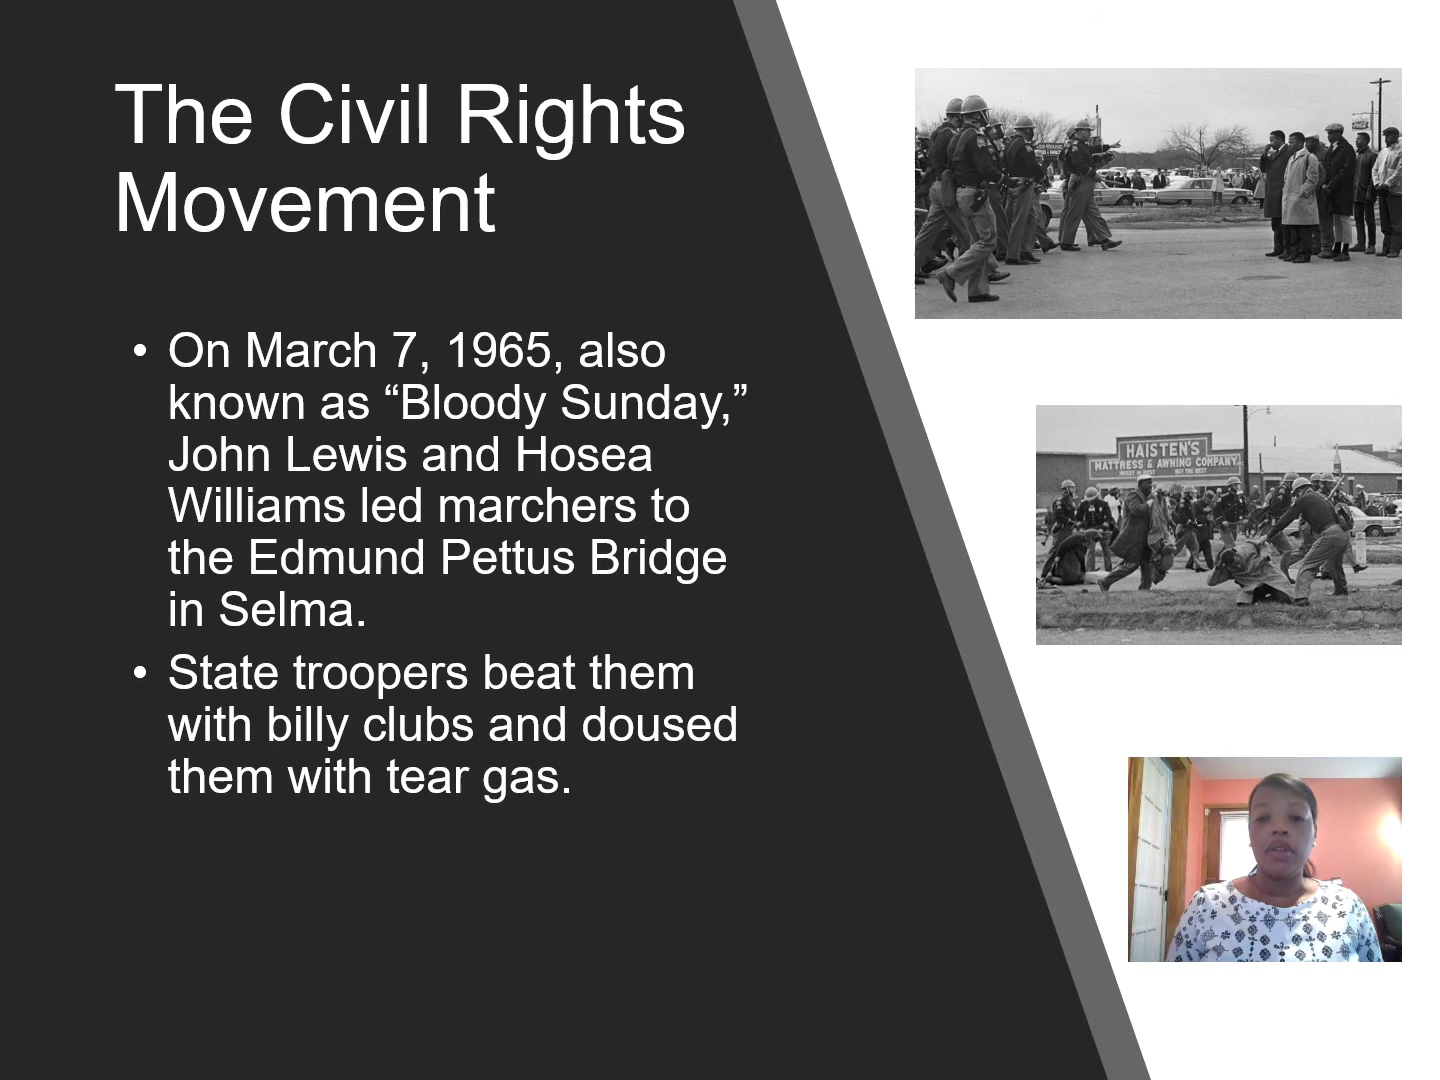 The Civil Rights
Movement
• On March 7, 1965, also
known as “Bloody Sunday,”
John Lewis and Hosea
Williams led marchers to
the Edmund Pettus Bridge
in Selma.
• State troopers beat them
with billy clubs and doused
them with tear gas.
HAISTEN'S
MATTRESS & AWNING COMPANY